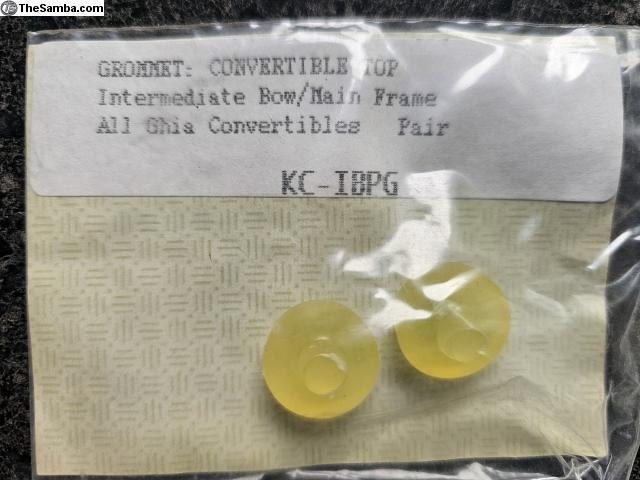 TheSamba.com
GROMMET: CONVERTIBLE TOP
Intermediate Bow/Main Frame
All Ghia Convertibles Pair
KC-IBPG